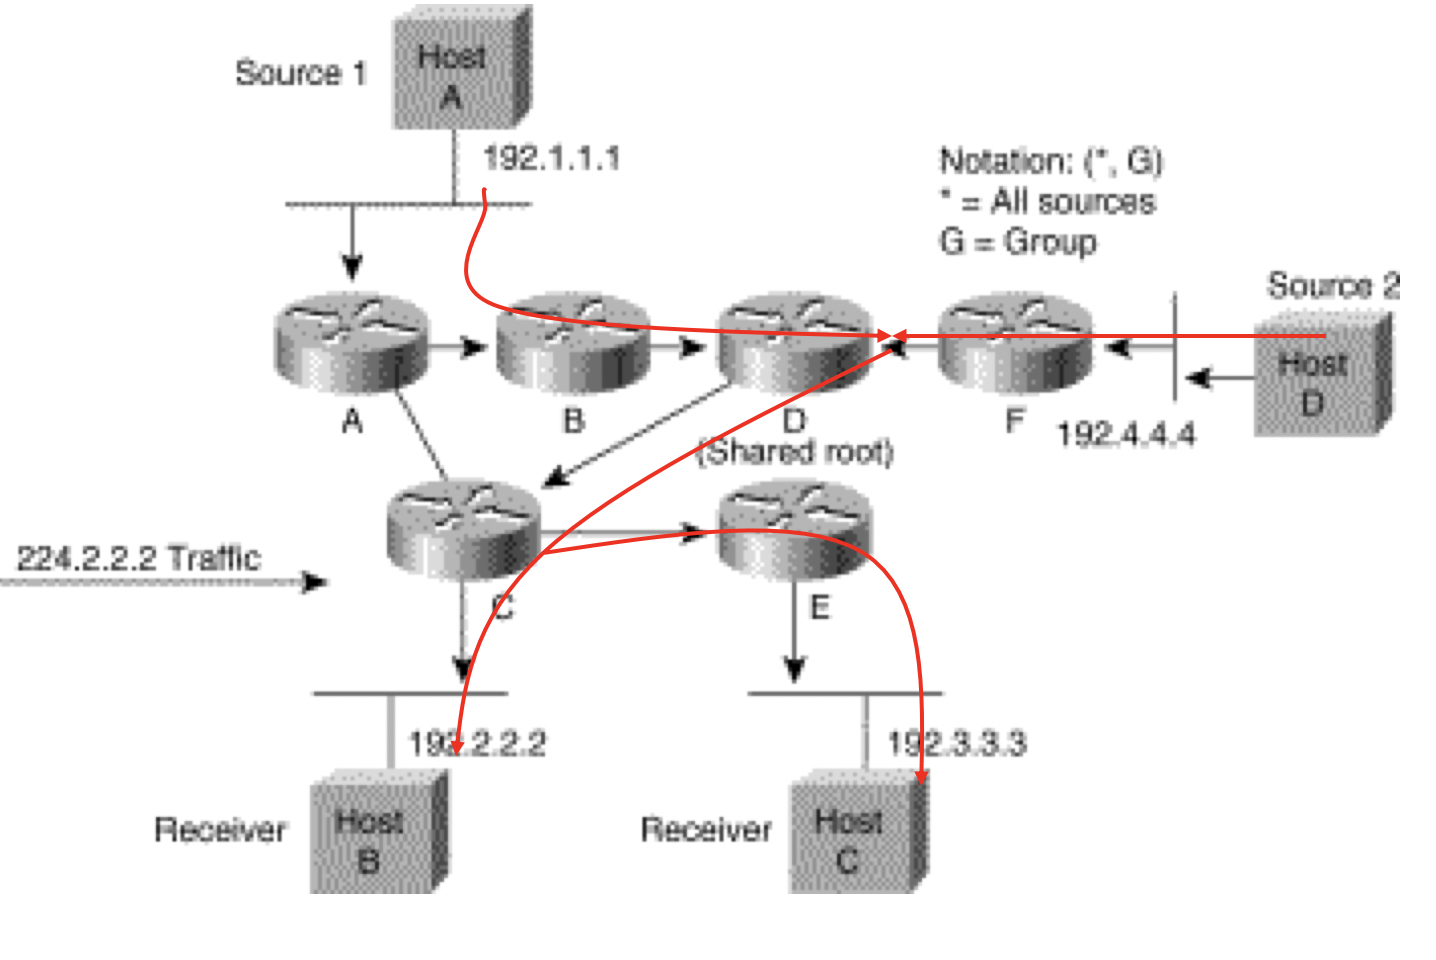 Source 1
Host
A
192.1.1.1
Notation: (*, G)
* = All sources
G = Group
Source 2
Host
D
192.4.4.4
A
B
D
(Shared root)
F
224.2.2.2 Traffic
C
E
192.2.2.2
192.3.3.3
Receiver
Host
B
Receiver
Host
C